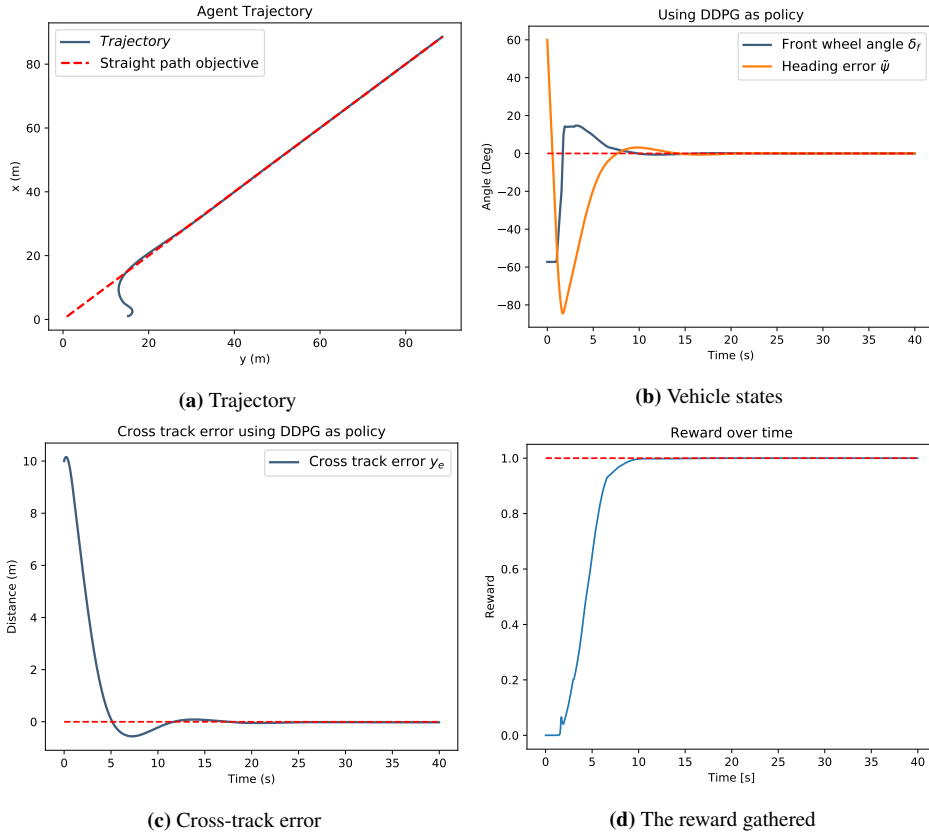 Agent Trajectory
Trajectory
Straight path objective
80
60
40
20
0
x (m)
0 20 40 60 80
y (m)
(a) Trajectory
Using DDPG as policy
Front wheel angle δ_f
Heading error ψ̃
60
40
20
0
−20
−40
−60
−80
Angle (Deg)
0 5 10 15 20 25 30 35 40
Time (s)
(b) Vehicle states
Cross track error using DDPG as policy
Cross track error y_e
10
8
6
4
2
0
Distance (m)
0 5 10 15 20 25 30 35 40
Time (s)
(c) Cross-track error
Reward over time
1.0
0.8
0.6
0.4
0.2
0.0
Reward
0 5 10 15 20 25 30 35 40
Time [s]
(d) The reward gathered